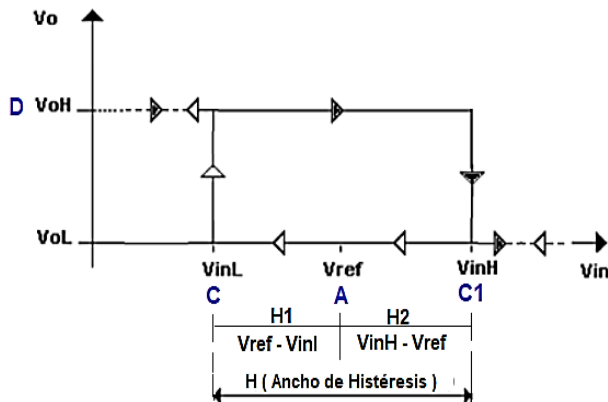 Vo
D VoH
VoL
VinL Vref VinH Vin
C A C1
H1 H2
Vref - Vinl VinH - Vref
H ( Ancho de Histéresis )